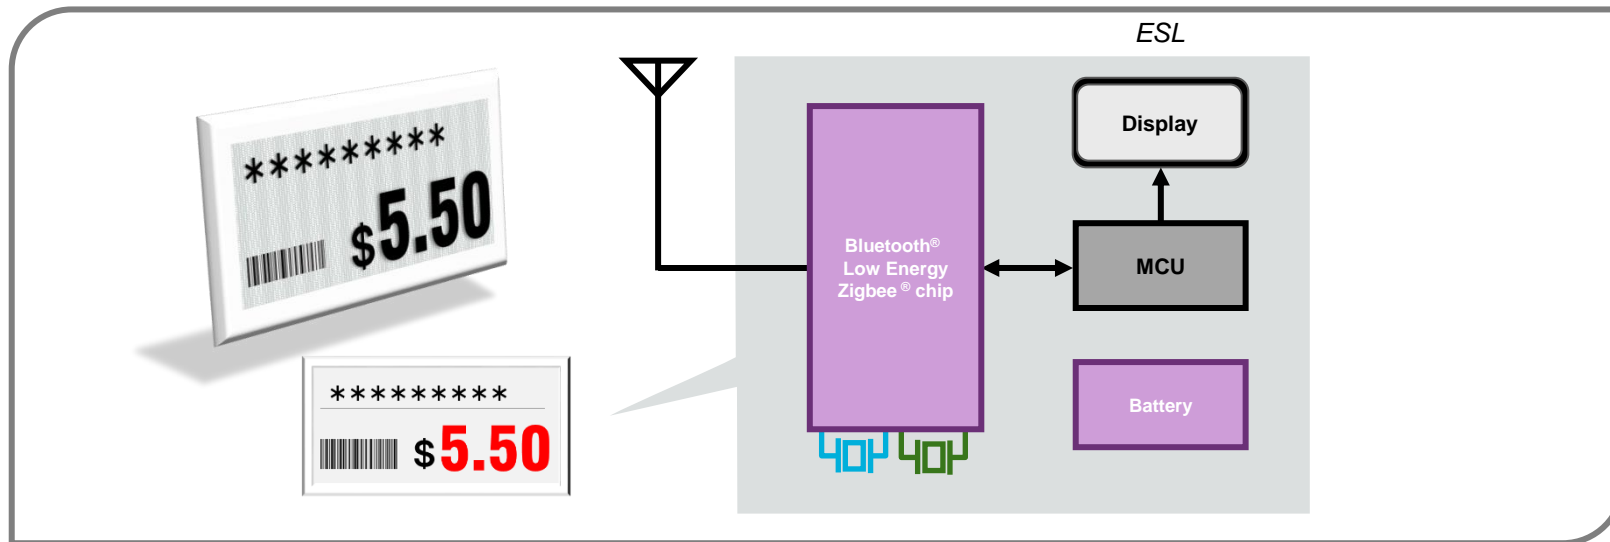 ESL
*********
$5.50
*********
$5.50
Bluetooth®
Low Energy
Zigbee ® chip
Display
MCU
Battery